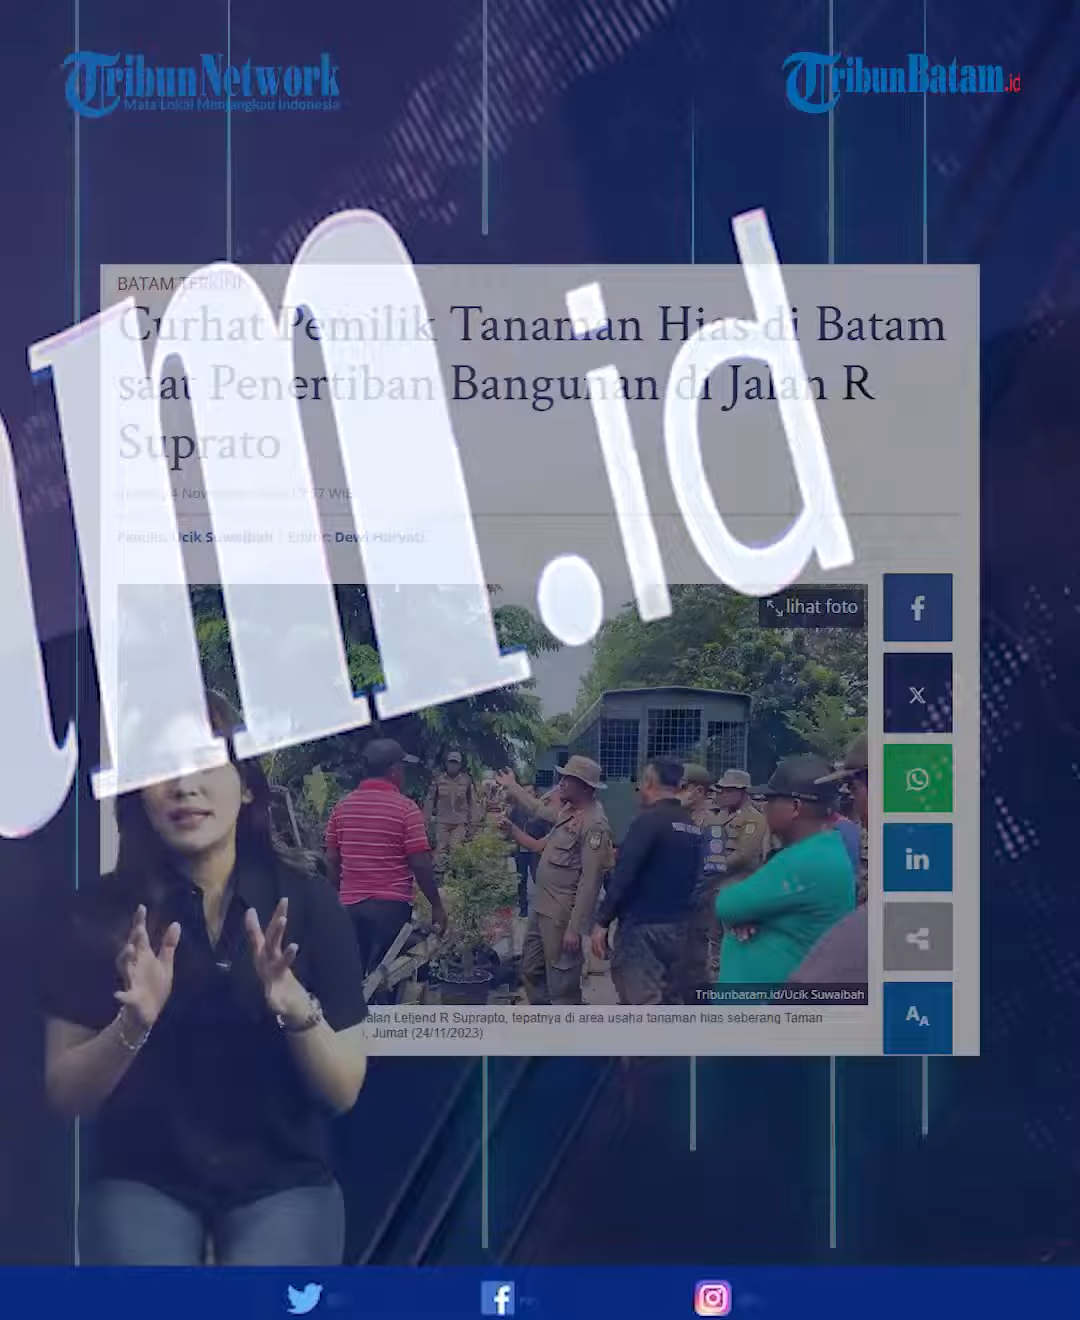 TribunNetwork
Mata Lokal Menjangkau Indonesia
TribunBatam.id
am.id
BATAM TERKINI
Curhat Pemilik Tanaman Hias di Batam
saat Penertiban Bangunan di Jalan R
Suprato
WIB
Penulis: Ucik Suwaibah | Editor: Dewi Haryati
lihat foto
Tribunbatam.id/Ucik Suwaibah
jalan Letjend R Suprapto, tepatnya di area usaha tanaman hias seberang Taman
, Jumat (24/11/2023)